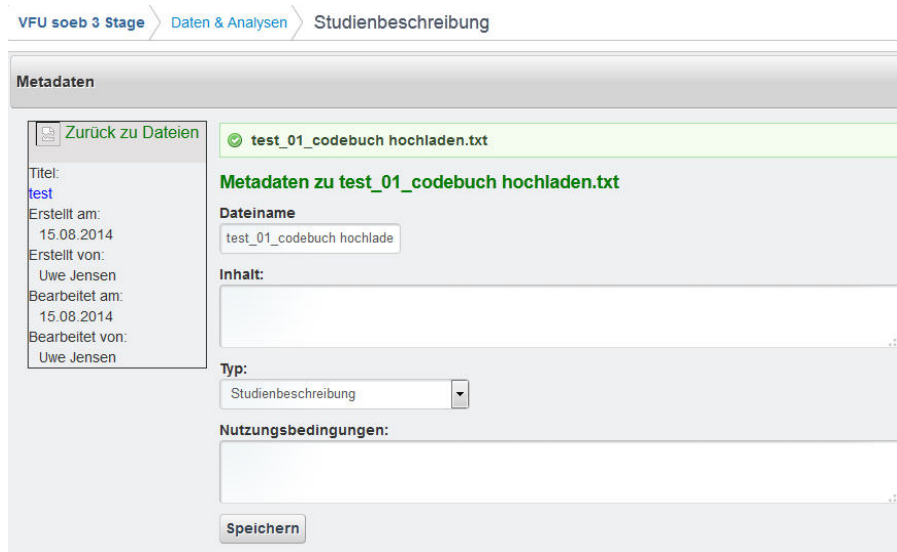 VFU soeb 3 Stage Daten & Analysen Studienbeschreibung
Metadaten
Zurück zu Dateien
Titel:
test
Erstellt am:
15.08.2014
Erstellt von:
Uwe Jensen
Bearbeitet am:
15.08.2014
Bearbeitet von:
Uwe Jensen
test_01_codebuch hochladen.txt
Metadaten zu test_01_codebuch hochladen.txt
Dateiname
test_01_codebuch hochlade
Inhalt:
Typ:
Studienbeschreibung
Nutzungsbedingungen:
Speichern